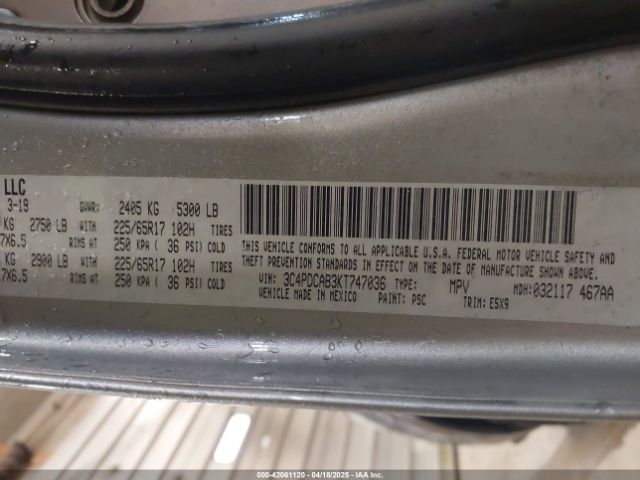 LLC
3-19 GVWR: 2405 KG 5300 LB
KG 2750 LB WITH 225/65R17 102H TIRES
7X6.5 RIMS AT 250 KPA ( 36 PSI) COLD
KG 2900 LB WITH 225/65R17 102H TIRES
7X6.5 RIMS AT 250 KPA ( 36 PSI) COLD
THIS VEHICLE CONFORMS TO ALL APPLICABLE U.S.A. FEDERAL MOTOR VEHICLE SAFETY AND
THEFT PREVENTION STANDARDS IN EFFECT ON THE DATE OF MANUFACTURE SHOWN ABOVE.
VIN: 3C4PDCAB3KT747036 TYPE: MPV MDH: 032117 467AA
VEHICLE MADE IN MEXICO PAINT: PSC TRIM: E5X9
000-42061120 - 04/18/2025 - IAA Inc.